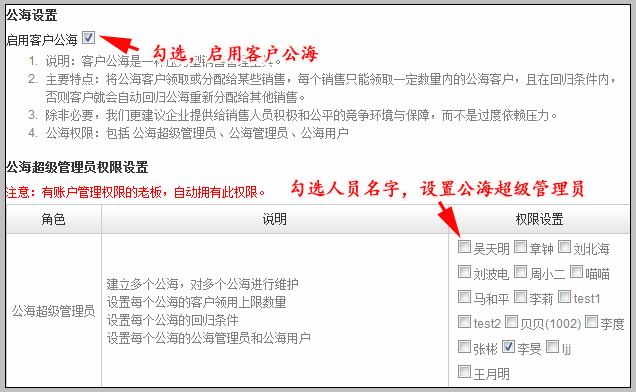 公海设置
启用客户公海
勾选，启用客户公海
1. 说明：客户公海是一种压力型销售管理工具。
2. 主要特点：将公海客户领取或分配给某些销售，每个销售只能领取一定数量内的公海客户，且在回归条件内，
否则客户就会自动回归公海重新分配给其他销售。
3. 除非必要，我们更建议企业提供给销售人员积极和公平的竞争环境与保障，而不是过度依赖压力。
4. 公海权限：包括 公海超级管理员、公海管理员、公海用户
公海超级管理员权限设置
注意：有账户管理权限的老板，自动拥有此权限。
勾选人员名字，设置公海超级管理员
角色 说明 权限设置
公海超级管理员
建立多个公海，对多个公海进行维护
设置每个公海的客户领用上限数量
设置每个公海的回归条件
设置每个公海的公海管理员和公海用户
吴天明 章钟 刘北海
刘波电 周小二 喵喵
马和平 李莉 test1
test2 贝贝(1002) 李度
张彬 李旻 ljj
王月明